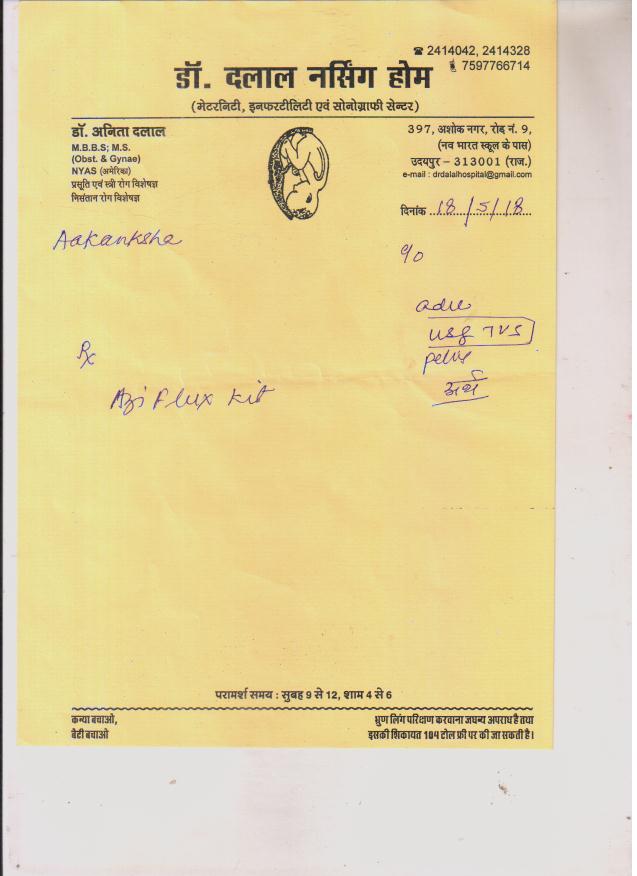 ☎ 2414042, 2414328
7597766714
डॉ. दलाल नर्सिंग होम
(मेटरनिटी, इनफरटीलिटी एवं सोनोग्राफी सेन्टर)
डॉ. अनिता दलाल
M.B.B.S; M.S.
(Obst. & Gynae)
NYAS (अमेरिका)
प्रसूति एवं स्त्री रोग विशेषज्ञ
निसंतान रोग विशेषज्ञ
397, अशोक नगर, रोड़ नं. 9,
(नव भारत स्कूल के पास)
उदयपुर – 313001 (राज.)
e-mail : drdalalhospital@gmail.com
दिनांक 18/5/18
Aakanksha
adv
usg TVS
pelvis
Rx
Azi Flux Kit
परामर्श समय : सुबह 9 से 12, शाम 4 से 6
कन्या बचाओ,
बेटी बचाओ
भ्रुण लिंग परिक्षण करवाना जघन्य अपराध है तथा
इसकी शिकायत 104 टोल फ्री पर की जा सकती है।